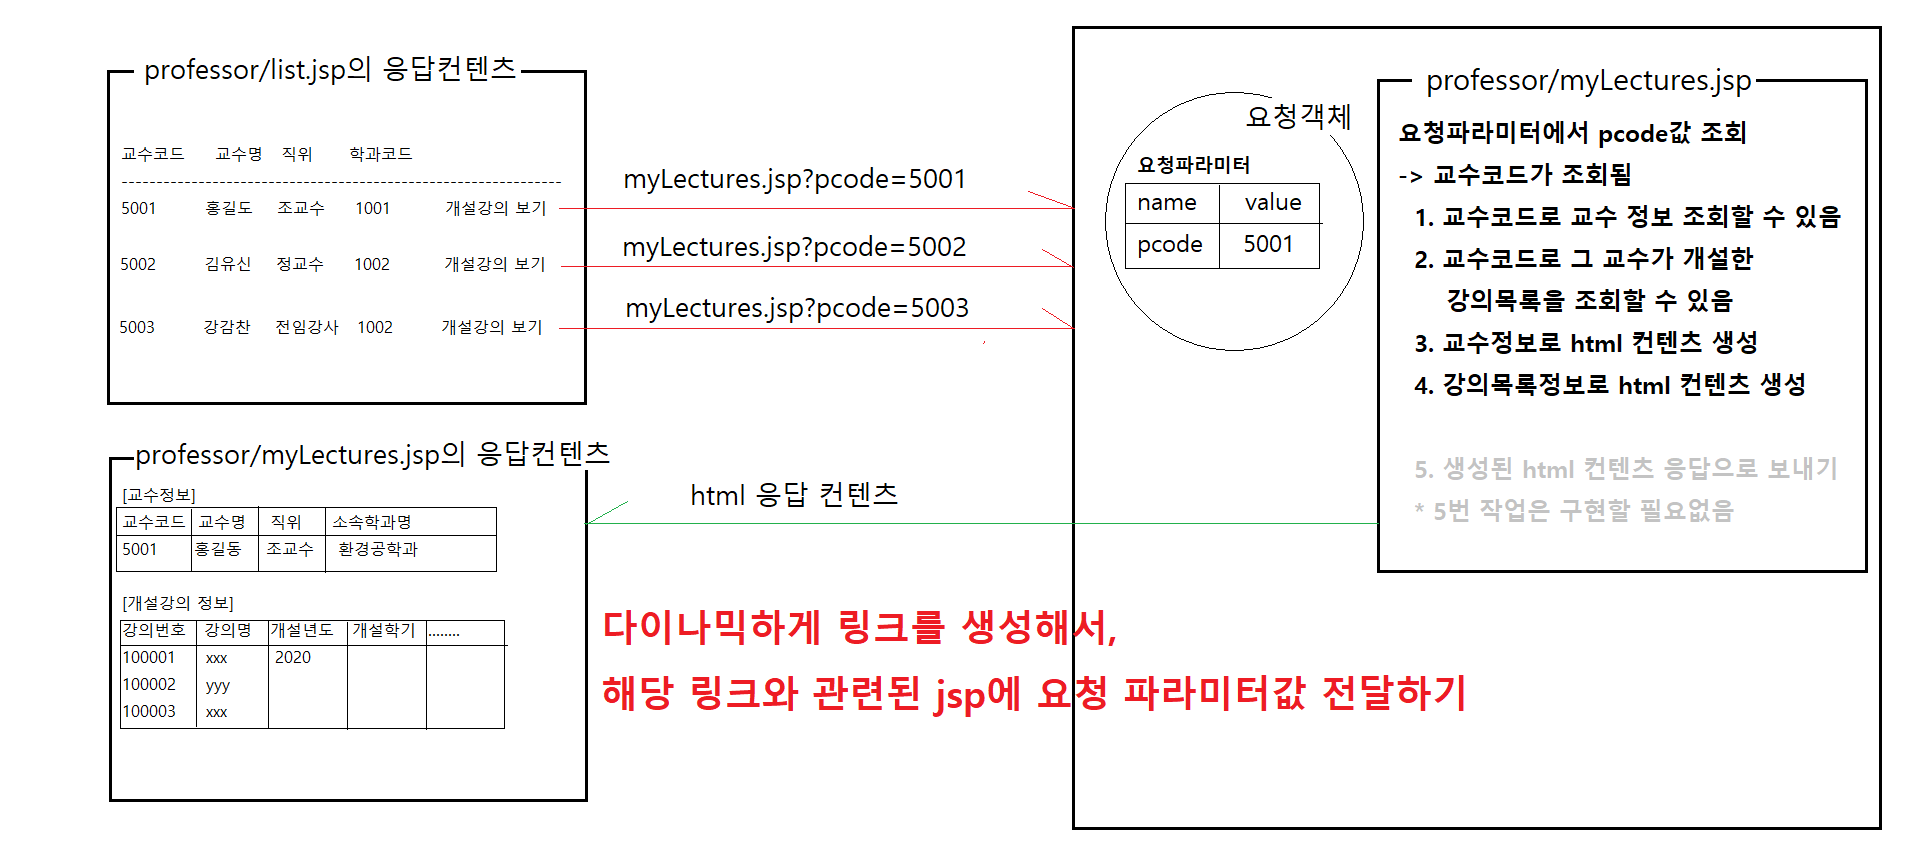 professor/list.jsp의 응답컨텐츠
교수코드 교수명 직위 학과코드
---------------------------------------------------------------
5001 홍길도 조교수 1001 개설강의 보기
5002 김유신 정교수 1002 개설강의 보기
5003 강감찬 전임강사 1002 개설강의 보기
myLectures.jsp?pcode=5001
myLectures.jsp?pcode=5002
myLectures.jsp?pcode=5003
요청객체
요청파라미터
name value
pcode 5001
professor/myLectures.jsp
요청파라미터에서 pcode값 조회
-> 교수코드가 조회됨
1. 교수코드로 교수 정보 조회할 수 있음
2. 교수코드로 그 교수가 개설한
강의목록을 조회할 수 있음
3. 교수정보로 html 컨텐츠 생성
4. 강의목록정보로 html 컨텐츠 생성
5. 생성된 html 컨텐츠 응답으로 보내기
* 5번 작업은 구현할 필요없음
professor/myLectures.jsp의 응답컨텐츠
[교수정보]
교수코드 교수명 직위 소속학과명
5001 홍길동 조교수 환경공학과
[개설강의 정보]
강의번호 강의명 개설년도 개설학기 ........
100001 xxx 2020
100002 yyy
100003 xxx
html 응답 컨텐츠
다이나믹하게 링크를 생성해서,
해당 링크와 관련된 jsp에 요청 파라미터값 전달하기